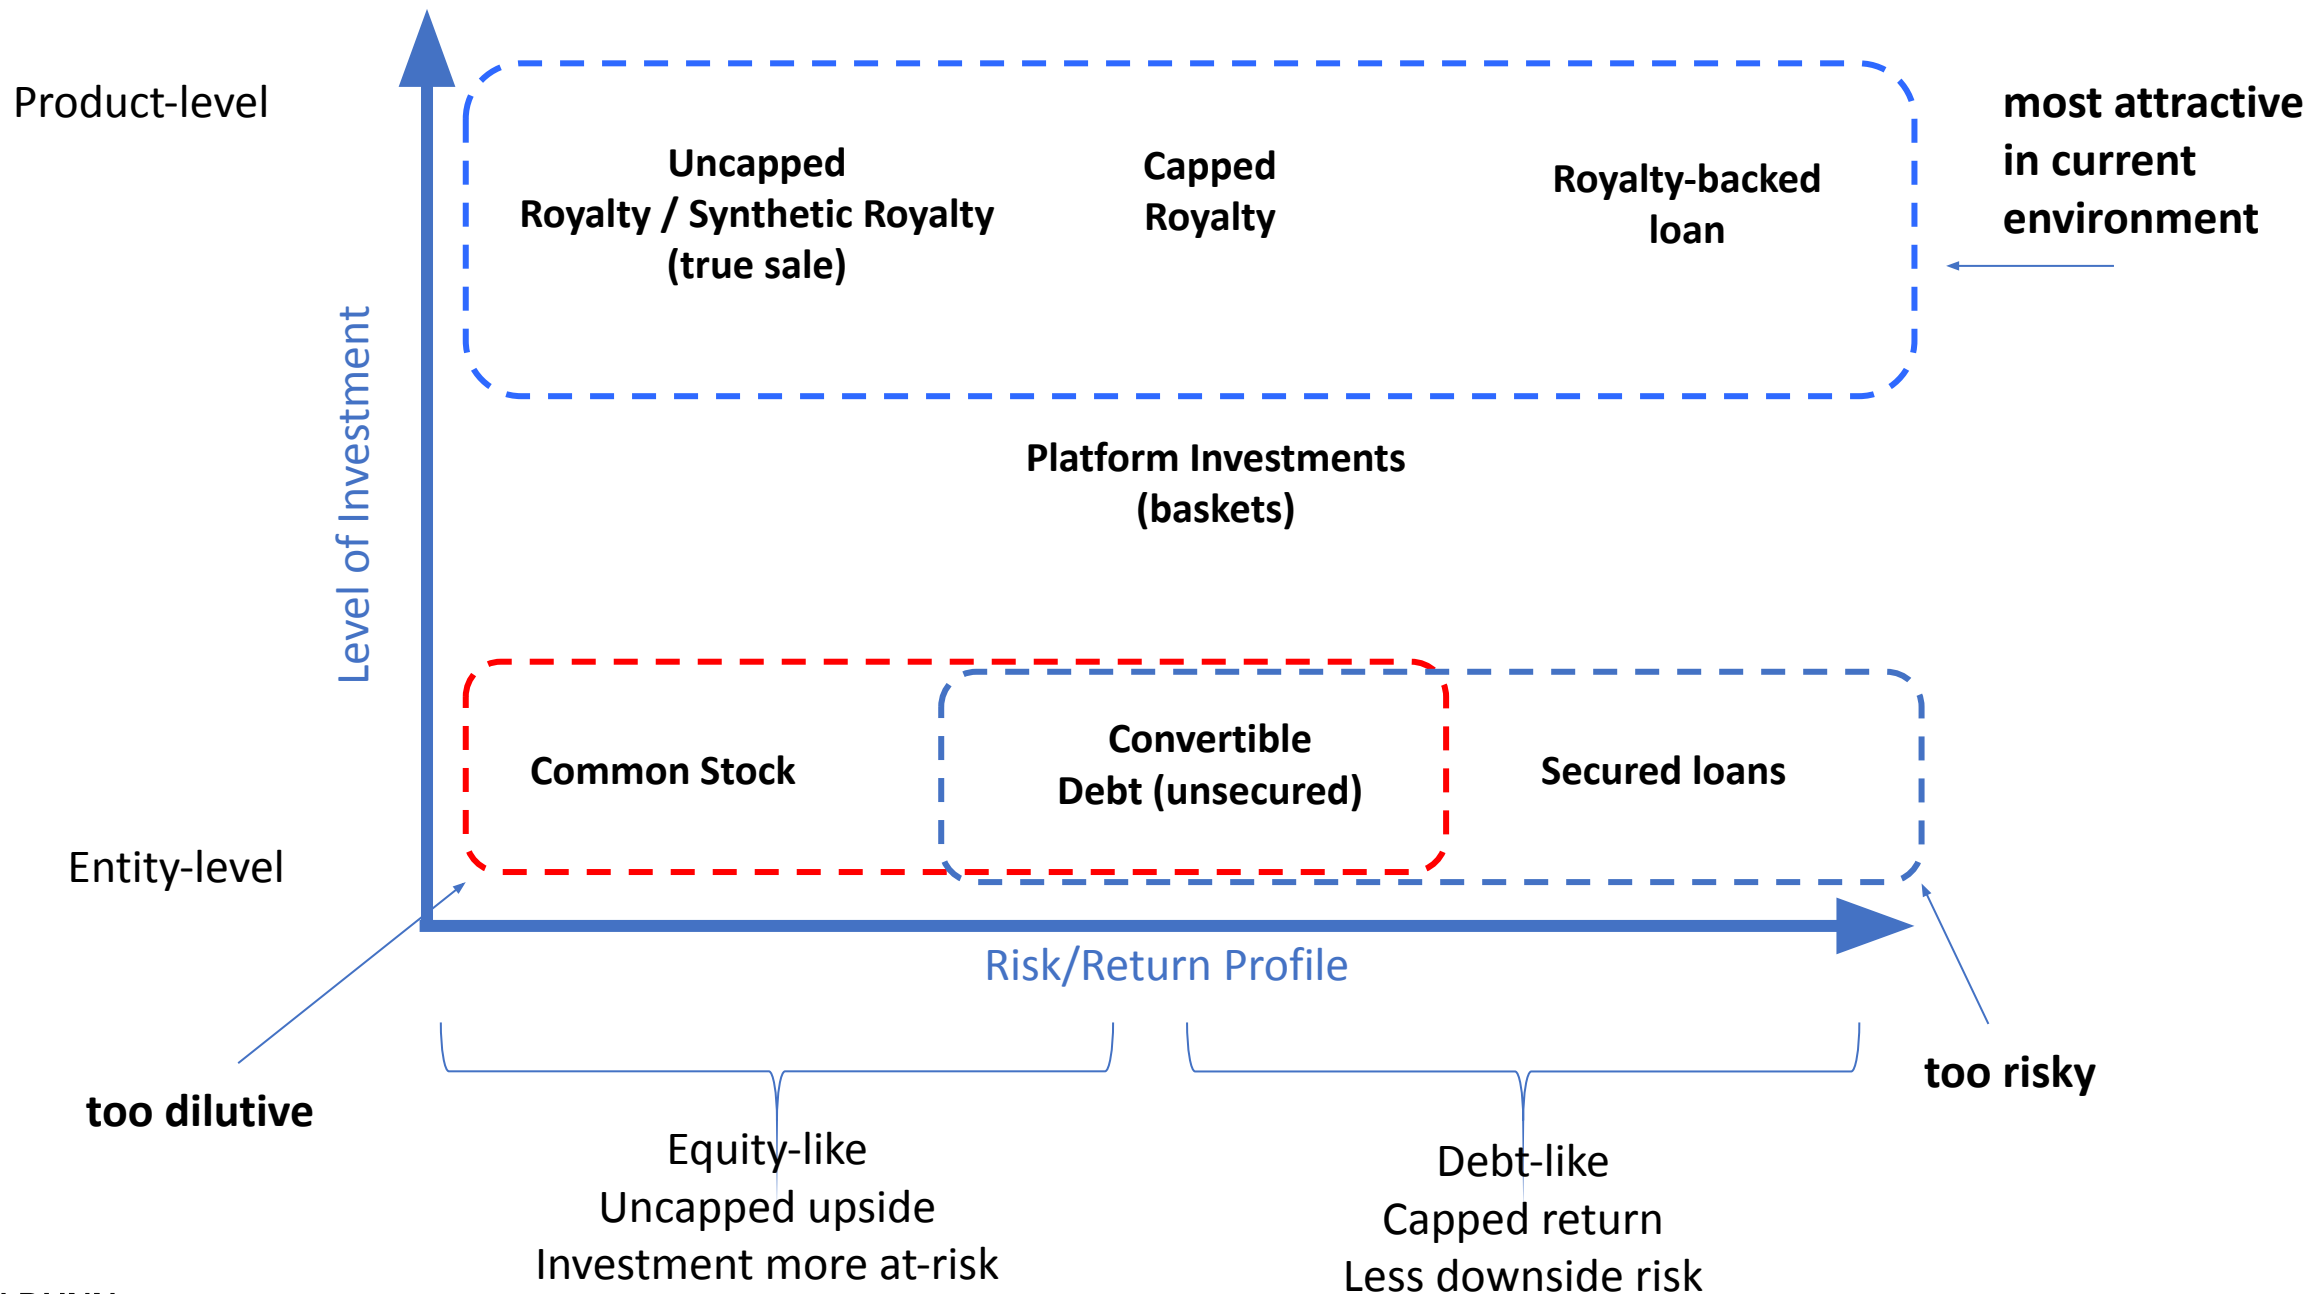 Product-level
most attractive
in current
environment
Uncapped
Royalty / Synthetic Royalty
(true sale)
Capped
Royalty
Royalty-backed
loan
Level of Investment
Platform Investments
(baskets)
Common Stock
Convertible
Debt (unsecured)
Secured loans
Entity-level
Risk/Return Profile
too dilutive
too risky
Equity-like
Uncapped upside
Investment more at-risk
Debt-like
Capped return
Less downside risk